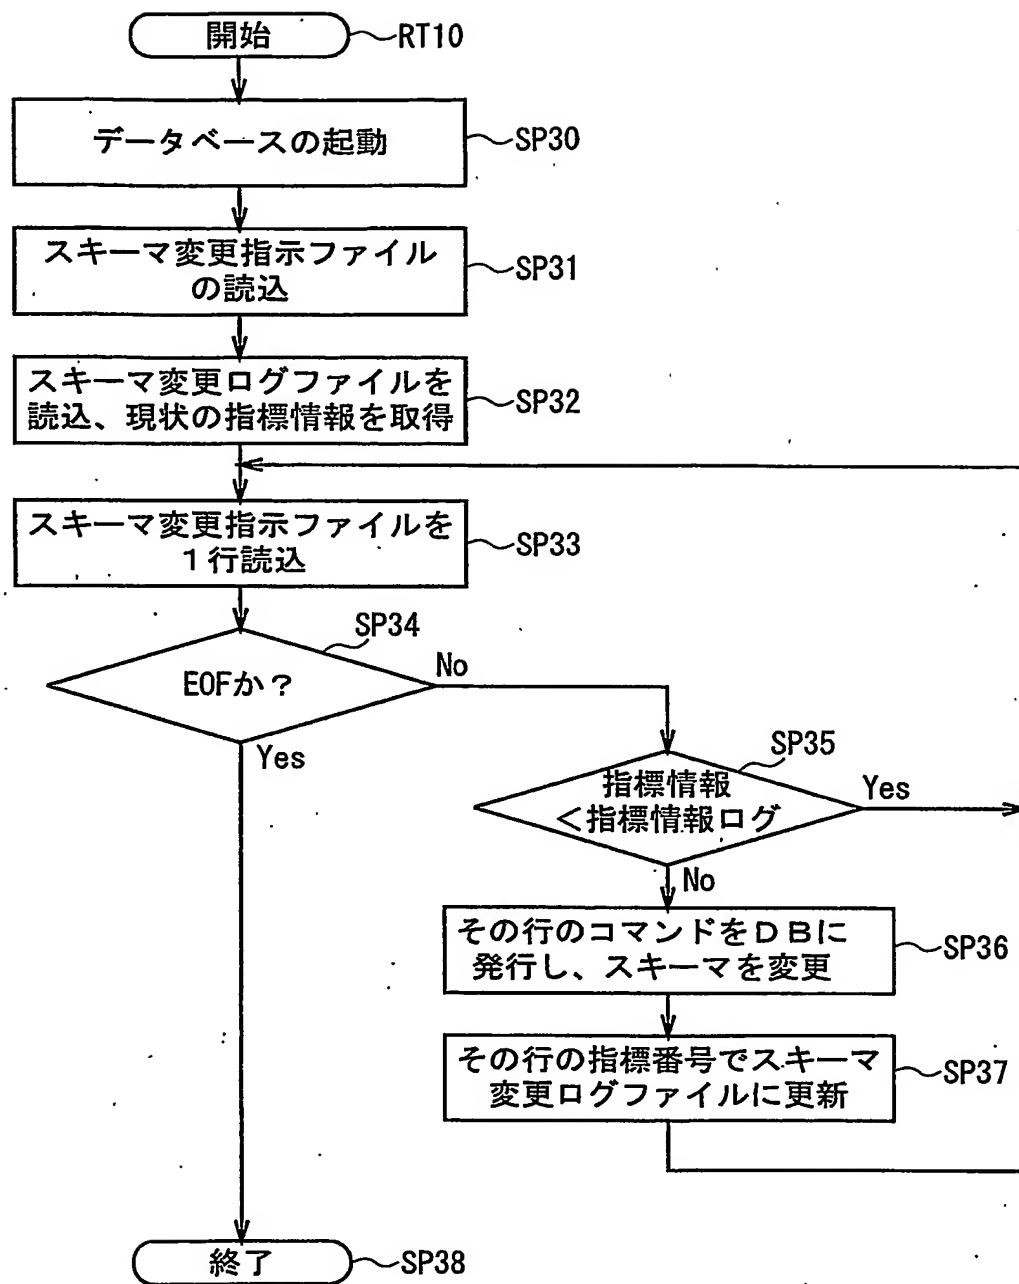 開始
RT10
データベースの起動
SP30
スキーマ変更指示ファイル
の読込
SP31
スキーマ変更ログファイルを
読込、現状の指標情報を取得
SP32
スキーマ変更指示ファイルを
1行読込
SP33
SP34
EOFか?
No
Yes
SP35
指標情報
<指標情報ログ
Yes
No
その行のコマンドをDBに
発行し、スキーマを変更
SP36
その行の指標番号でスキーマ
変更ログファイルに更新
SP37
終了
SP38